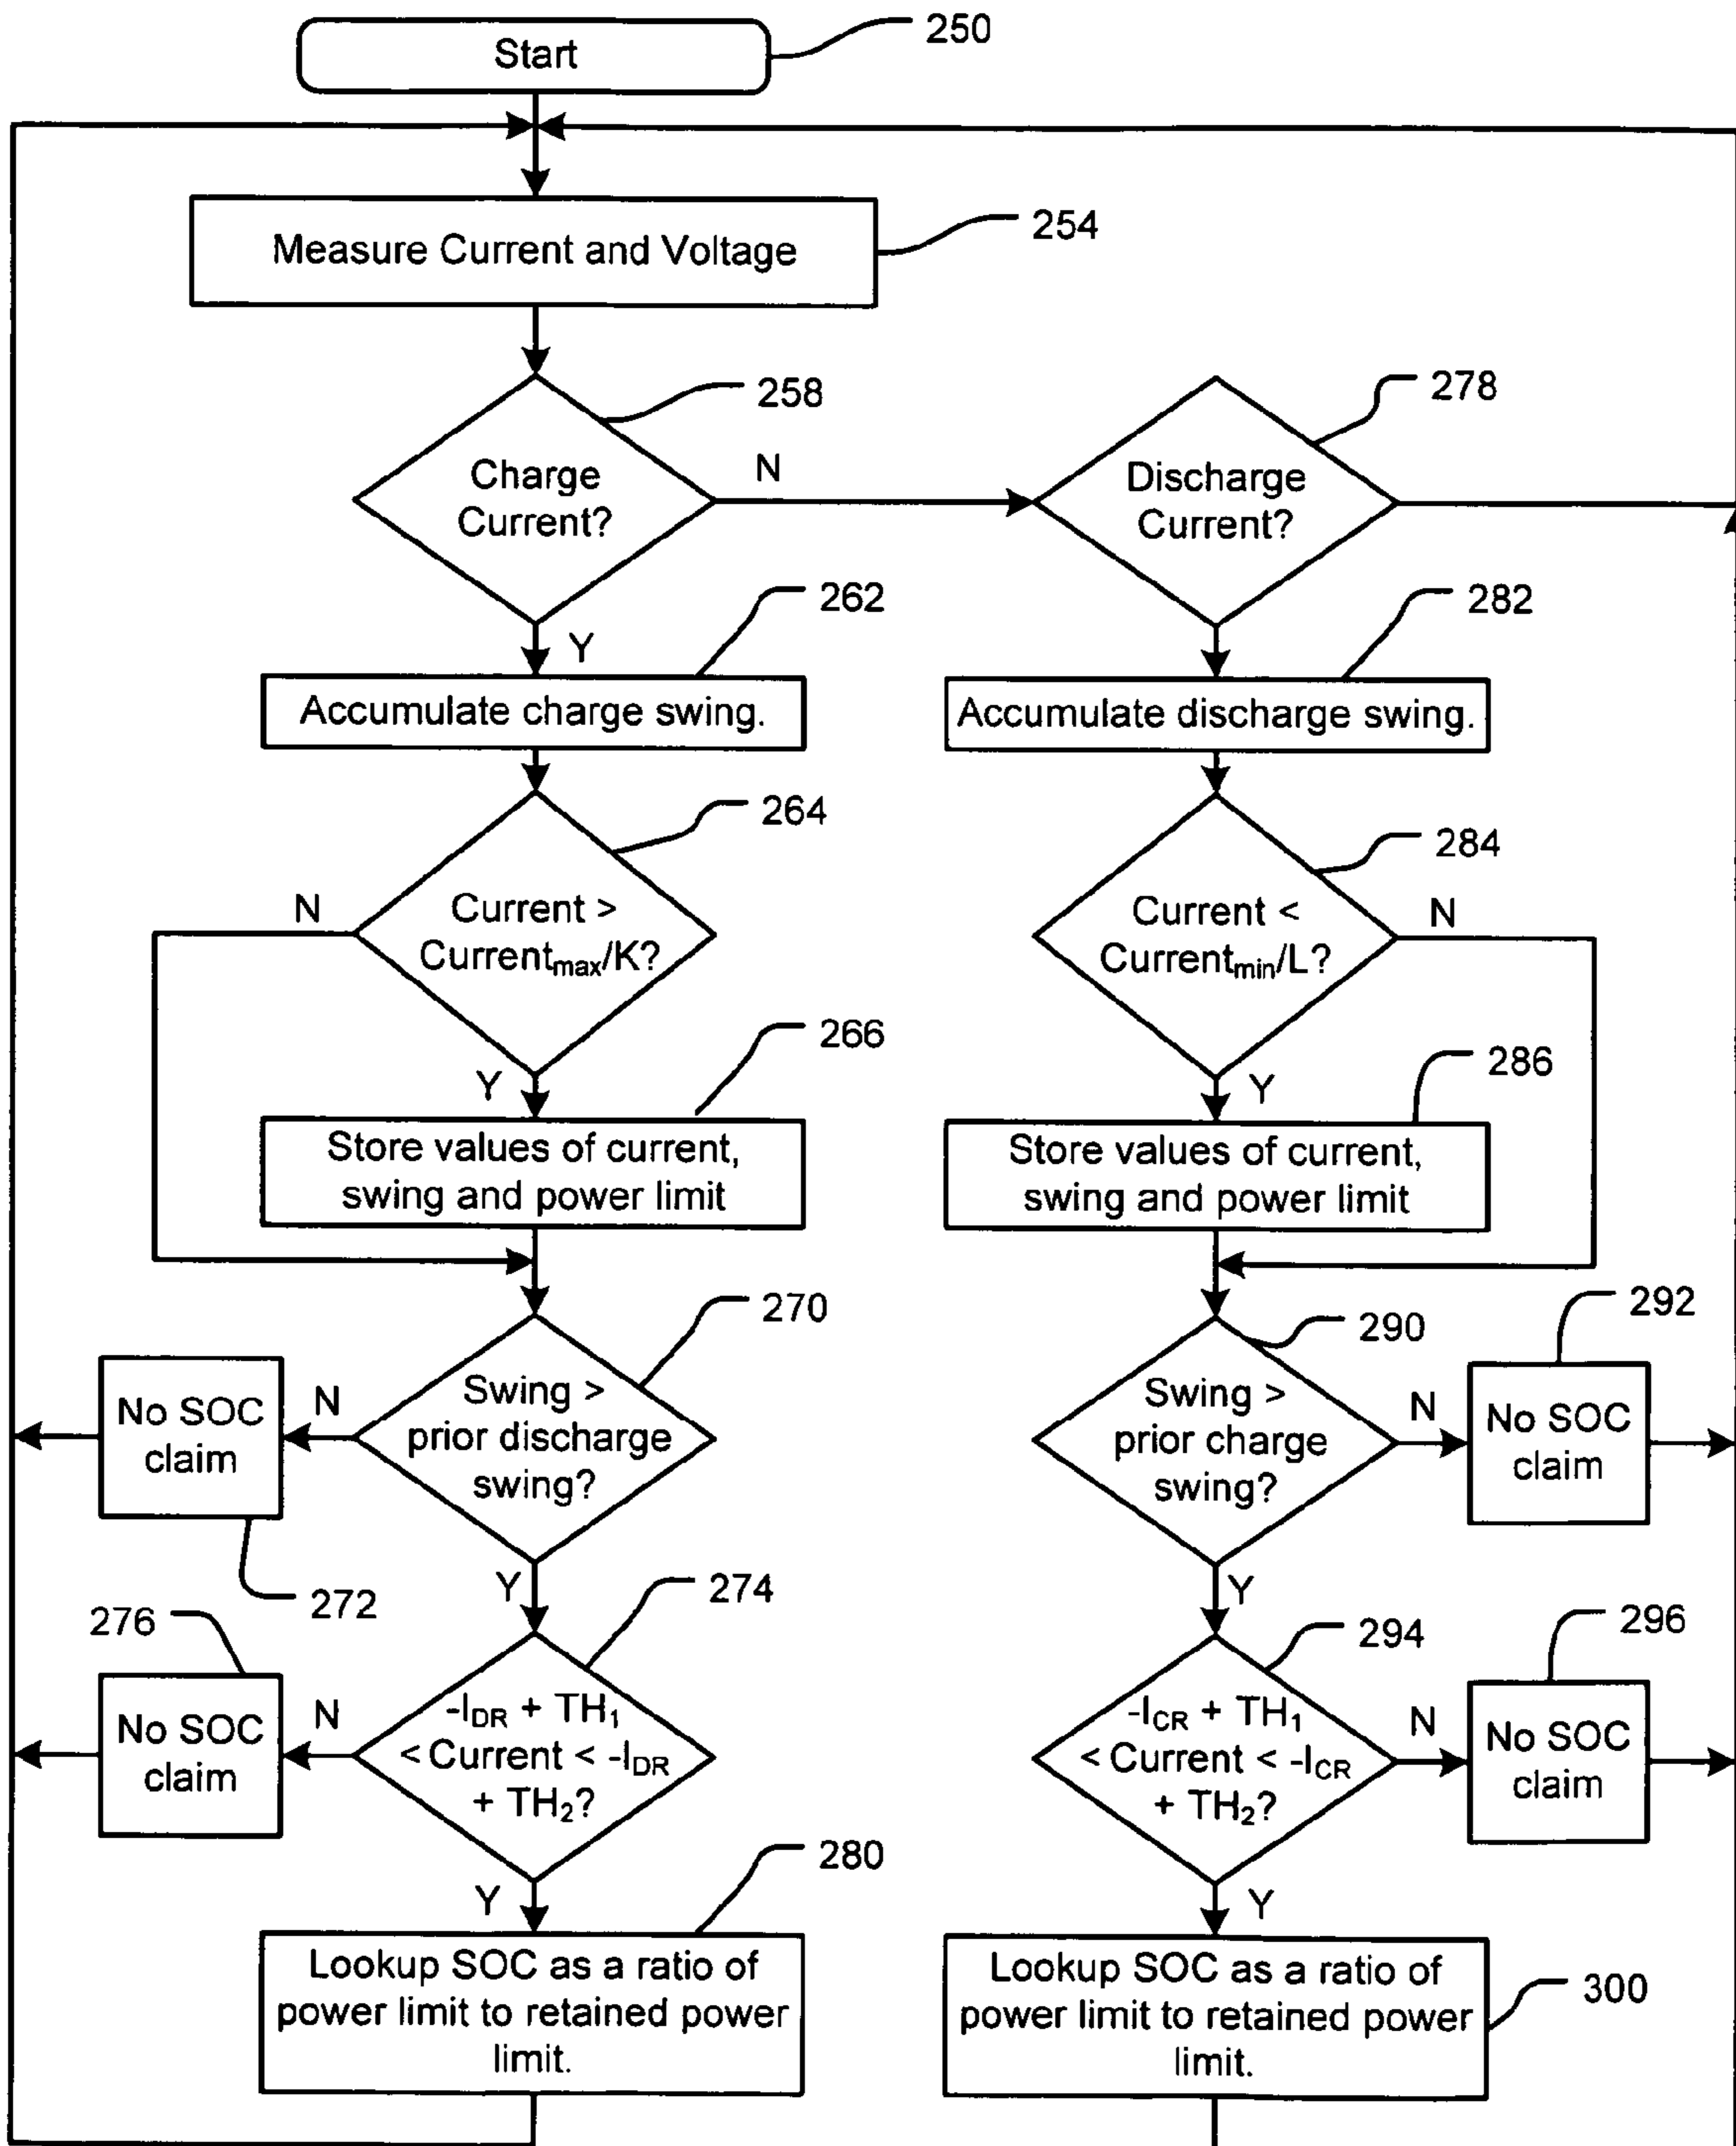 Start
250
Measure Current and Voltage
254
Charge
Current?
258
N
Y
Discharge
Current?
278
Accumulate charge swing.
262
Accumulate discharge swing.
282
Current >
Currentmax/K?
264
N
Y
Current <
Currentmin/L?
284
N
Y
Store values of current,
swing and power limit
266
Store values of current,
swing and power limit
286
Swing >
prior discharge
swing?
270
N
Y
No SOC
claim
272
Swing >
prior charge
swing?
290
N
Y
No SOC
claim
292
-IDR + TH1
< Current < -IDR
+ TH2?
274
N
Y
No SOC
claim
276
-ICR + TH1
< Current < -ICR
+ TH2?
294
N
Y
No SOC
claim
296
Lookup SOC as a ratio of
power limit to retained power
limit.
280
Lookup SOC as a ratio of
power limit to retained power
limit.
300